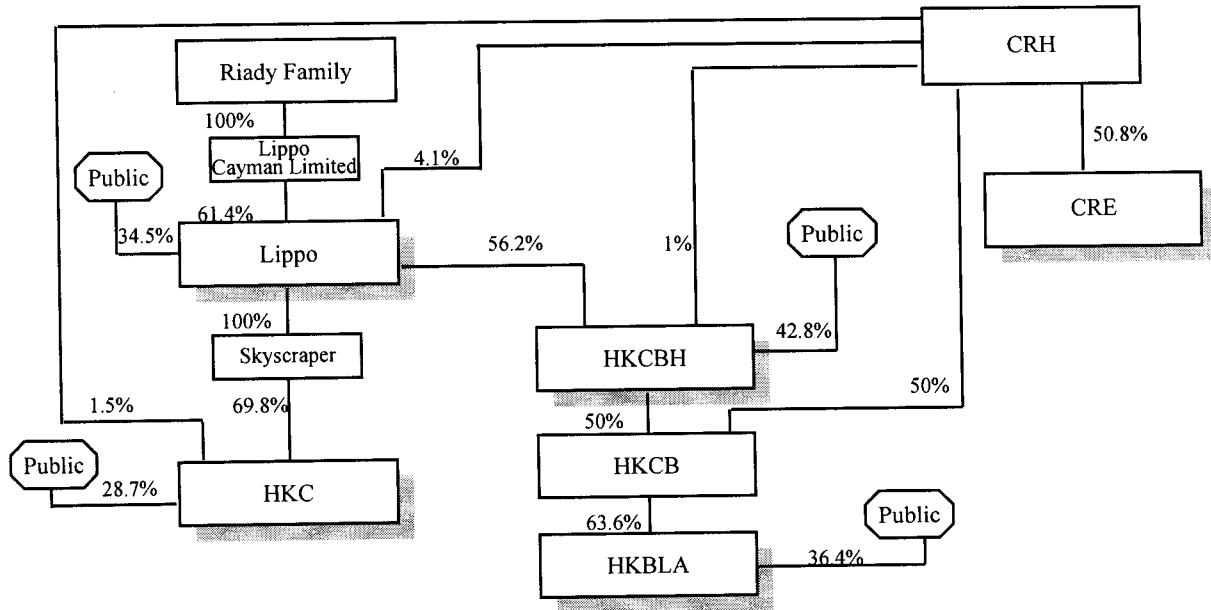 CRH
Riady Family
100%
50.8%
Lippo
Cayman Limited
4.1%
Public
CRE
61.4%
34.5%
Lippo
56.2%
1%
Public
100%
42.8%
Skyscraper
HKCBH
50%
1.5%
69.8%
50%
Public
HKCB
HKC
28.7%
Public
63.6%
HKBLA
36.4%